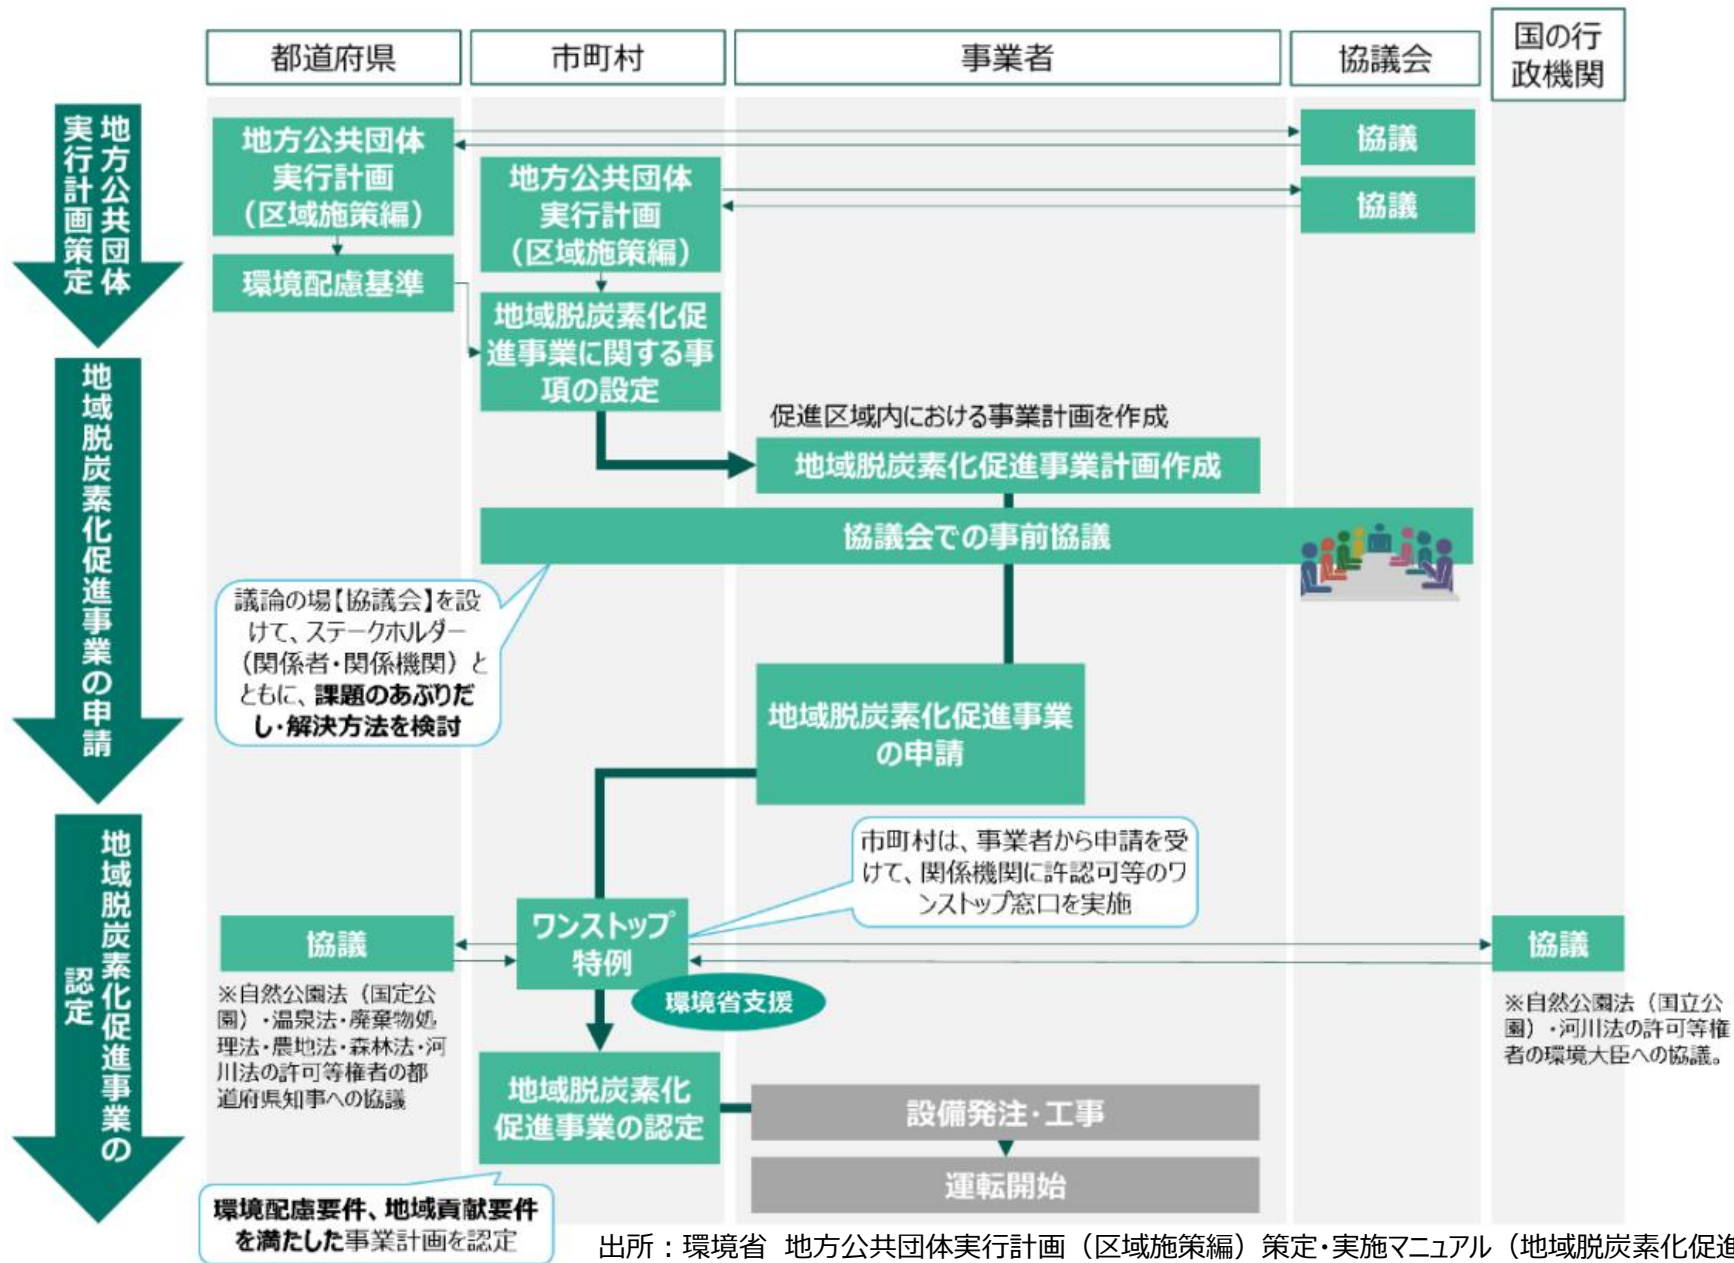 都道府県
市町村
事業者
協議会
国の行
政機関
地方公共団体
実行計画策定
地方公共団体
実行計画
（区域施策編）
環境配慮基準
地方公共団体
実行計画
（区域施策編）
地域脱炭素化促
進事業に関する事
項の設定
協議
協議
地域脱炭素化促進事業の申請
促進区域内における事業計画を作成
地域脱炭素化促進事業計画作成
協議会での事前協議
議論の場【協議会】を設
けて、ステークホルダー
（関係者・関係機関）と
ともに、課題のあぶりだ
し・解決方法を検討
地域脱炭素化促進事業
の申請
地域脱炭素化促進事業の
認定
市町村は、事業者から申請を受
けて、関係機関に許認可等のワ
ンストップ窓口を実施
協議
ワンストップ
特例
協議
環境省支援
※自然公園法（国定公
園）・温泉法・廃棄物処
理法・農地法・森林法・河
川法の許可等権者の都
道府県知事への協議
※自然公園法（国立公
園）・河川法の許可等権
者の環境大臣への協議。
地域脱炭素化
促進事業の認定
設備発注・工事
運転開始
環境配慮要件、地域貢献要件
を満たした事業計画を認定
出所：環境省 地方公共団体実行計画（区域施策編）策定・実施マニュアル（地域脱炭素化促進